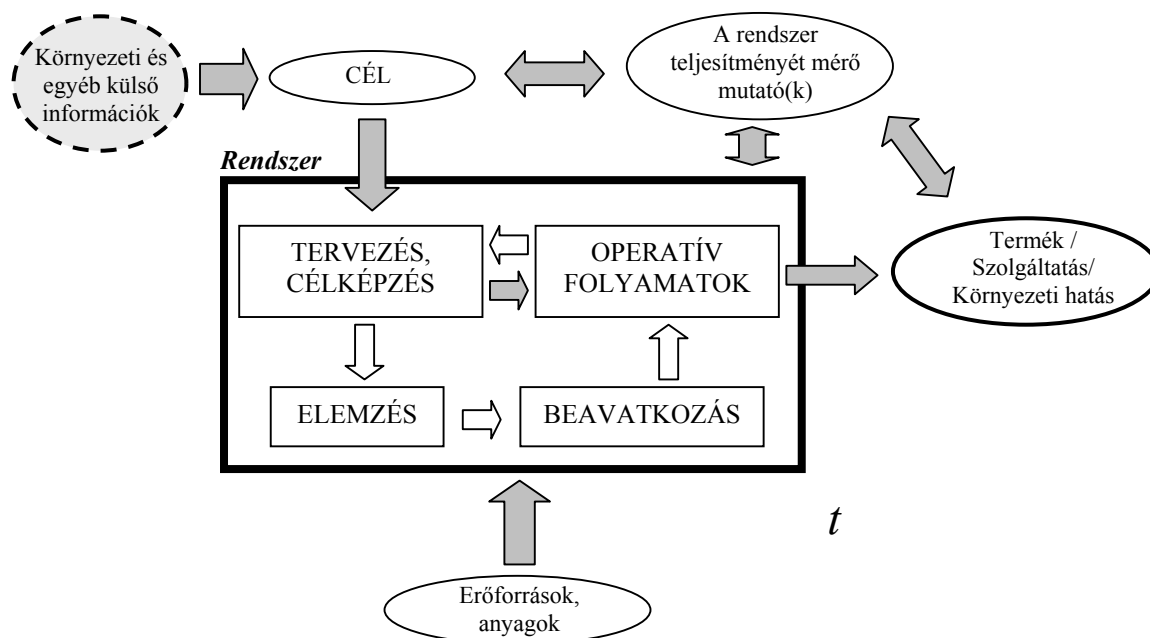 Környezeti és
egyéb külső
információk
CÉL
A rendszer
teljesítményét mérő
mutató(k)
Rendszer
TERVEZÉS,
CÉLKÉPZÉS
OPERATÍV
FOLYAMATOK
Termék /
Szolgáltatás/
Környezeti hatás
ELEMZÉS
BEAVATKOZÁS
t
Erőforrások,
anyagok